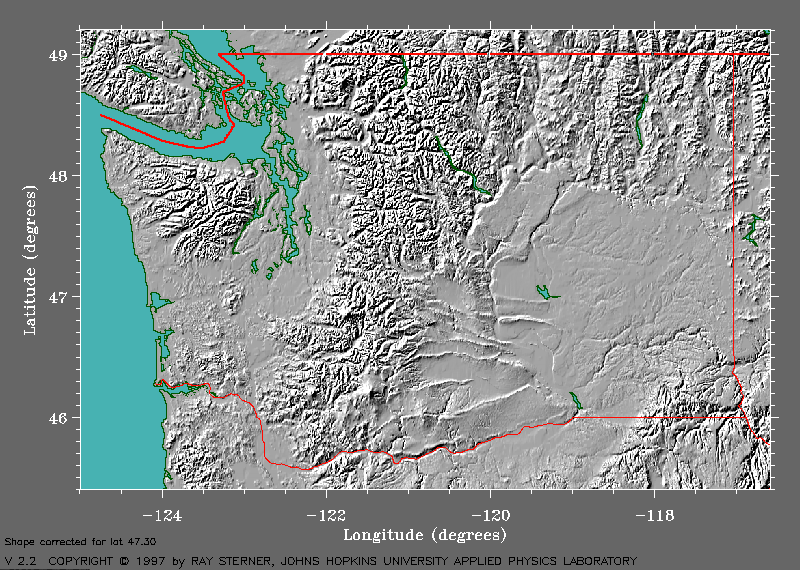 49
48
47
46
Latitude (degrees)
-124
-122
-120
-118
Longitude (degrees)
Shape corrected for lat 47.30
V 2.2 COPYRIGHT © 1997 by RAY STERNER, JOHNS HOPKINS UNIVERSITY APPLIED PHYSICS LABORATORY